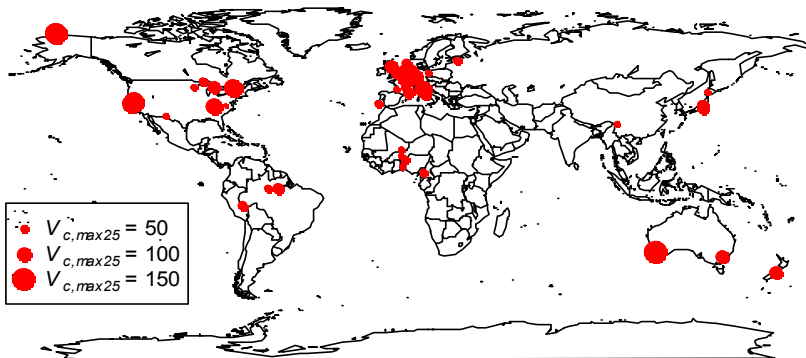 V c,max25 = 50
V c,max25 = 100
V c,max25 = 150